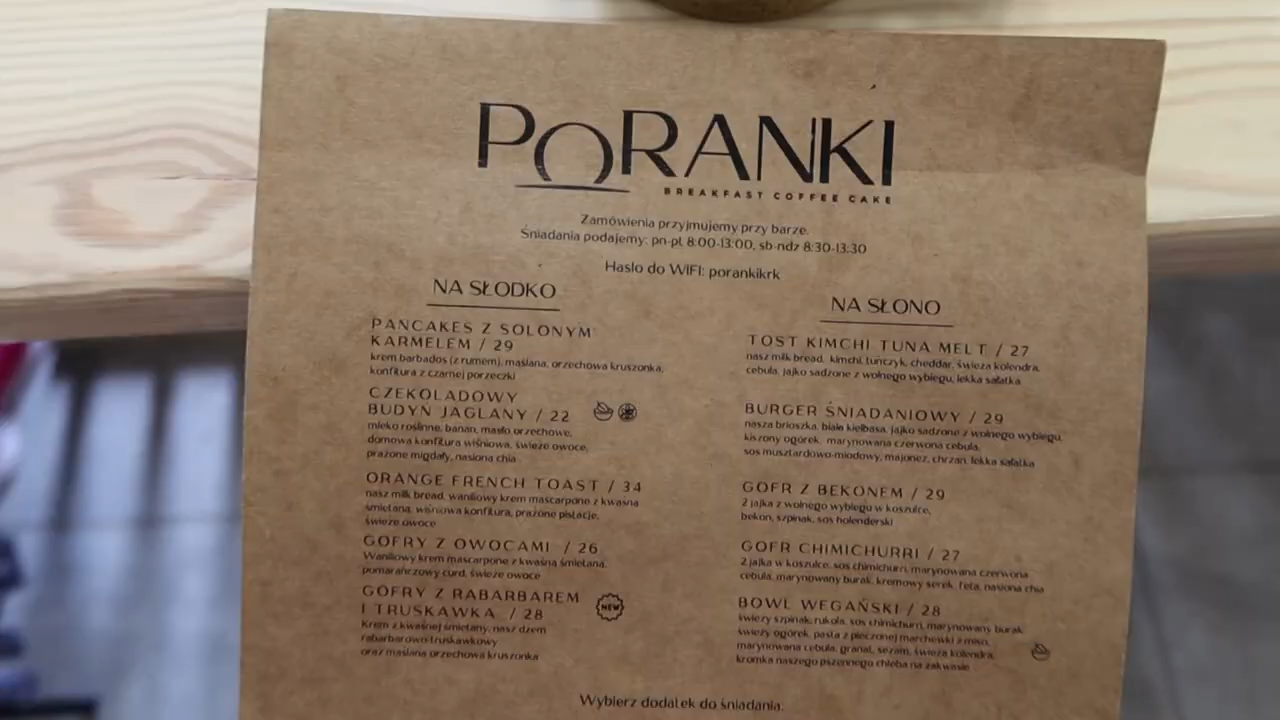 PORANKI
BREAKFAST COFFEE CAKE
Zamówienia przyjmujemy przy barze.
Śniadania podajemy: pn-pt 8:00-13:00, sb-ndz 8:30-13:30
Hasło do WIFI: porankikrk
NA SŁODKO
PANCAKES Z SOLONYM
KARMELEM / 29
krem barbados (z rumem), maślana, orzechowa kruszonka,
konfitura z czarnej porzeczki
CZEKOLADOWY
BUDYŃ JAGLANY / 22
mleko roślinne, banan, masło orzechowe,
domowa konfitura wiśniowa, świeże owoce,
prażone migdały, nasiona chia
ORANGE FRENCH TOAST / 34
nasz milk bread, waniliowy krem mascarpone z kwaśną
śmietaną, wiśniowa konfitura, prażone pistacje,
świeże owoce
GOFRY Z OWOCAMI / 26
Waniliowy krem mascarpone z kwaśną śmietaną,
pomarańczowy curd, świeże owoce
GOFRY Z RABARBAREM
I TRUSKAWKĄ / 28
NEW
Krem z kwaśnej śmietany, nasz dżem
rabarbarowo-truskawkowy
oraz maślana orzechowa kruszonka
NA SŁONO
TOST KIMCHI TUNA MELT / 27
nasz milk bread, kimchi, tuńczyk, cheddar, świeża kolendra,
cebula, jajko sadzone z wolnego wybiegu, lekka sałatka
BURGER ŚNIADANIOWY / 29
nasza brioszka, biała kiełbasa, jajko sadzone z wolnego wybiegu,
kiszony ogórek, marynowana czerwona cebula,
sos musztardowo-miodowy, majonez, chrzan, lekka sałatka
GOFR Z BEKONEM / 29
2 jajka z wolnego wybiegu w koszulce,
bekon, szpinak, sos holenderski
GOFR CHIMICHURRI / 27
2 jajka w koszulce, sos chimichurri, marynowana czerwona
cebula, marynowany burak, kremowy serek, feta, nasiona chia
BOWL WEGAŃSKI / 28
świeży szpinak, rukola, sos chimichurri, marynowany burak,
świeży ogórek, pasta z pieczonej marchewki z miso,
marynowana cebula, granat, sezam, świeża kolendra,
kromka naszego pszennego chleba na zakwasie
Wybierz dodatek do śniadania.